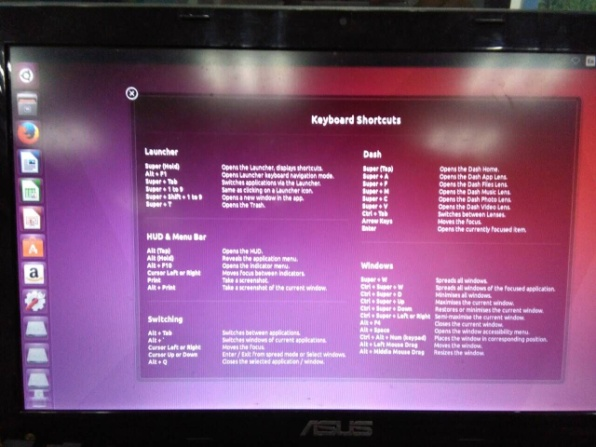 Keyboard Shortcuts
Launcher
Super (Hold) Opens the Launcher, displays shortcuts.
Alt + F1 Opens Launcher keyboard navigation mode.
Super + Tab Switches applications via the Launcher.
Super + 1 to 9 Same as clicking on a Launcher icon.
Super + Shift + 1 to 9 Opens a new window in the app.
Super + T Opens the Trash.
HUD & Menu Bar
Alt (Tap) Opens the HUD.
Alt (Hold) Reveals the application menu.
Alt + F10 Opens the indicator menu.
Cursor Left or Right Moves focus between indicators.
Print Take a screenshot.
Alt + Print Take a screenshot of the current window.
Switching
Alt + Tab Switches between applications.
Alt + ` Switches windows of current applications.
Cursor Left or Right Moves the focus.
Cursor Up or Down Enter / Exit from spread mode or Select windows.
Alt + Q Closes the selected application / window.
Dash
Super (Tap) Opens the Dash Home.
Super + A Opens the Dash App Lens.
Super + F Opens the Dash Files Lens.
Super + M Opens the Dash Music Lens.
Super + C Opens the Dash Photo Lens.
Super + V Opens the Dash Video Lens.
Ctrl + Tab Switches between Lenses.
Arrow Keys Moves the focus.
Enter Opens the currently focused item.
Windows
Super + W Spreads all windows.
Ctrl + Super + W Spreads all windows of the focused application.
Ctrl + Super + D Minimises all windows.
Ctrl + Super + Up Maximises the current window.
Ctrl + Super + Down Restores or minimises the current window.
Ctrl + Super + Left or Right Semi-maximise the current window.
Alt + F4 Closes the current window.
Alt + Space Opens the window accessibility menu.
Ctrl + Alt + Num (keypad) Places the window in corresponding position.
Alt + Left Mouse Drag Moves the window.
Alt + Middle Mouse Drag Resizes the window.
ASUS